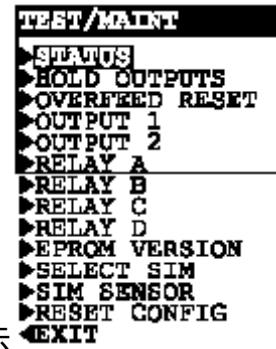 TEST/MAINT
▶STATUS
▶HOLD OUTPUTS
▶OVERFEED RESET
▶OUTPUT 1
▶OUTPUT 2
▶RELAY A
▶RELAY B
▶RELAY C
▶RELAY D
▶EPROM VERSION
▶SELECT SIM
▶SIM SENSOR
▶RESET CONFIG
示 ◀EXIT